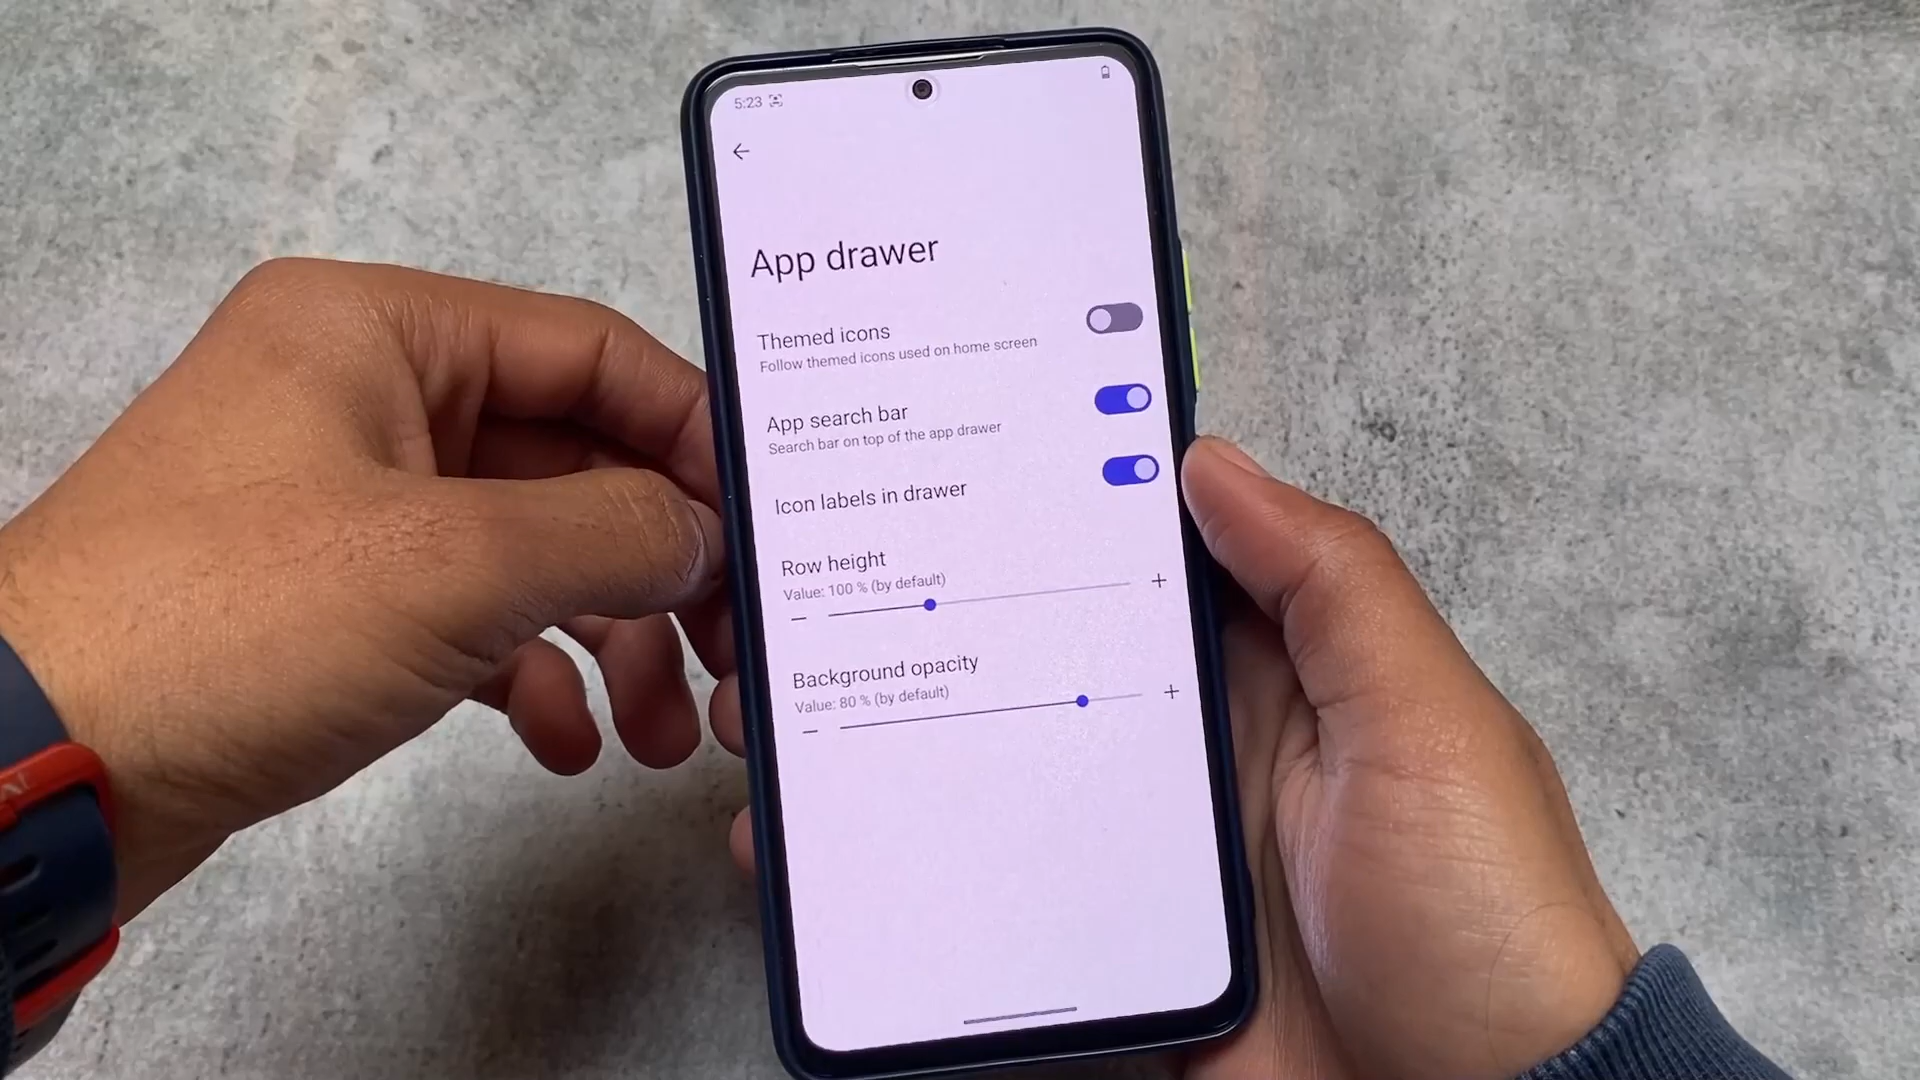 5:23
App drawer
Themed icons
Follow themed icons used on home screen
App search bar
Search bar on top of the app drawer
Icon labels in drawer
Row height
Value: 100 % (by default)
Background opacity
Value: 80 % (by default)